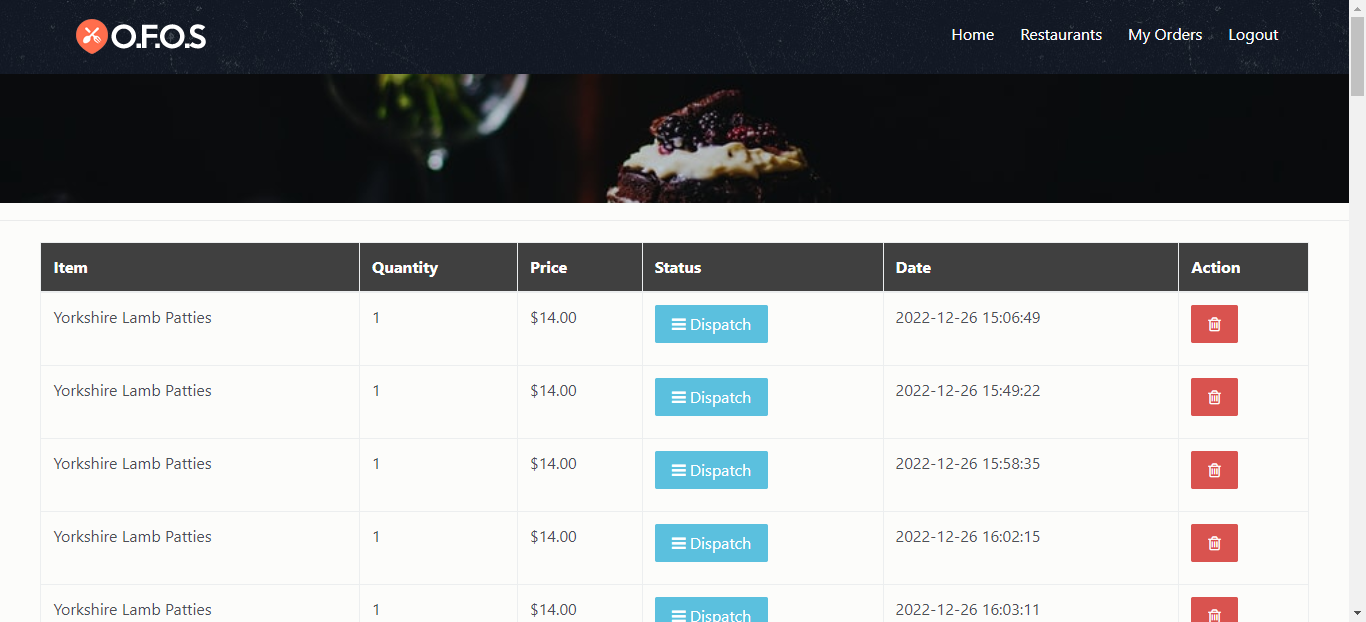 O.F.O.S Home Restaurants My Orders Logout
Item Quantity Price Status Date Action
Yorkshire Lamb Patties 1 $14.00 Dispatch 2022-12-26 15:06:49
Yorkshire Lamb Patties 1 $14.00 Dispatch 2022-12-26 15:49:22
Yorkshire Lamb Patties 1 $14.00 Dispatch 2022-12-26 15:58:35
Yorkshire Lamb Patties 1 $14.00 Dispatch 2022-12-26 16:02:15
Yorkshire Lamb Patties 1 $14.00 Dispatch 2022-12-26 16:03:11